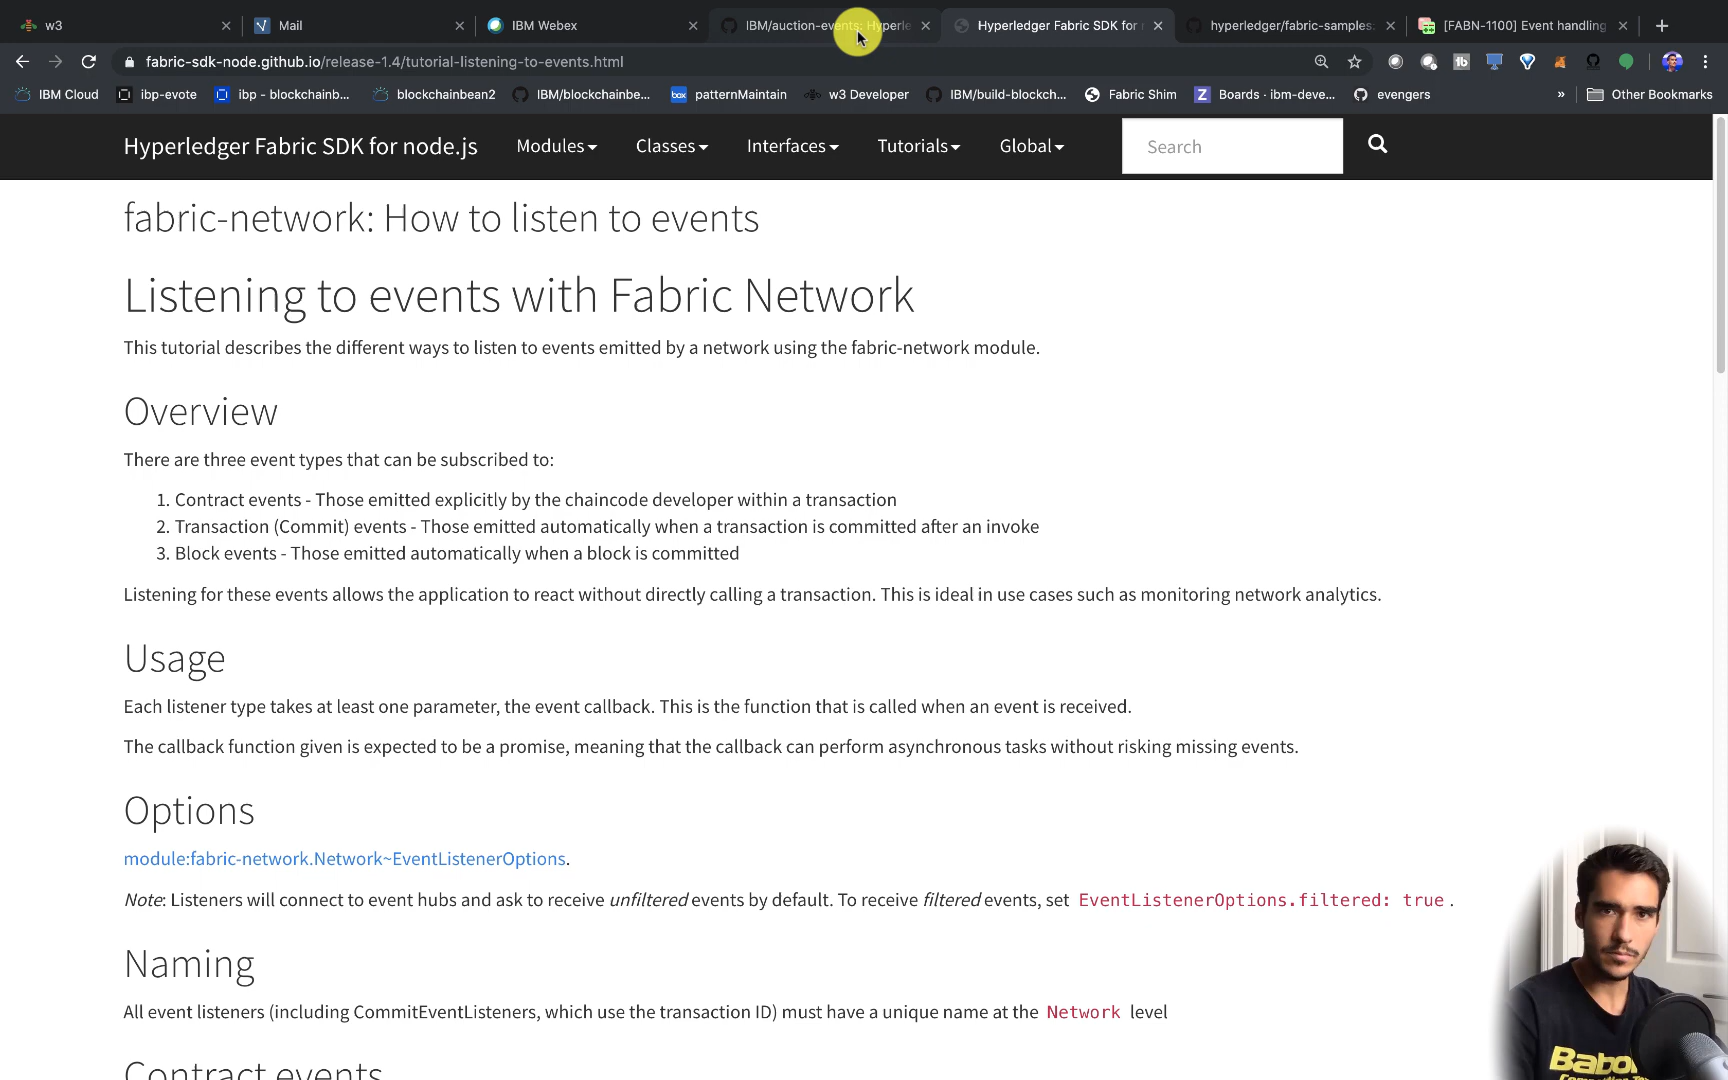 w3
Mail
IBM Webex
IBM/auction-events: Hyperle
Hyperledger Fabric SDK for
hyperledger/fabric-samples:
[FABN-1100] Event handling
fabric-sdk-node.github.io/release-1.4/tutorial-listening-to-events.html
IBM Cloud
ibp-evote
ibp - blockchainb...
blockchainbean2
IBM/blockchainbe...
box
patternMaintain
w3 Developer
IBM/build-blockch...
Fabric Shim
Z
Boards · ibm-deve...
evengers
»
Other Bookmarks
Hyperledger Fabric SDK for node.js
Modules
Classes
Interfaces
Tutorials
Global
Search
fabric-network: How to listen to events
Listening to events with Fabric Network
This tutorial describes the different ways to listen to events emitted by a network using the fabric-network module.
Overview
There are three event types that can be subscribed to:
1. Contract events - Those emitted explicitly by the chaincode developer within a transaction
2. Transaction (Commit) events - Those emitted automatically when a transaction is committed after an invoke
3. Block events - Those emitted automatically when a block is committed
Listening for these events allows the application to react without directly calling a transaction. This is ideal in use cases such as monitoring network analytics.
Usage
Each listener type takes at least one parameter, the event callback. This is the function that is called when an event is received.
The callback function given is expected to be a promise, meaning that the callback can perform asynchronous tasks without risking missing events.
Options
module:fabric-network.Network~EventListenerOptions.
Note: Listeners will connect to event hubs and ask to receive unfiltered events by default. To receive filtered events, set EventListenerOptions.filtered: true .
Naming
All event listeners (including CommitEventListeners, which use the transaction ID) must have a unique name at the Network level
Contract events